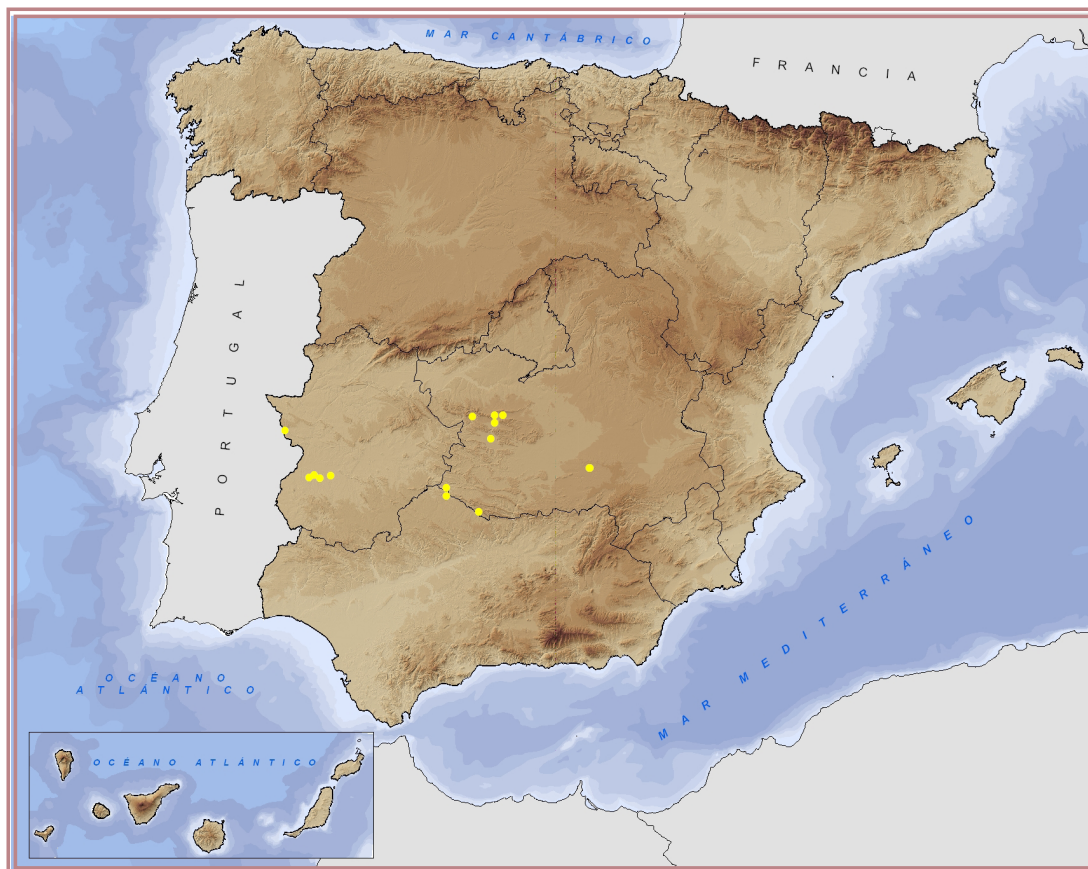 MAR CANTÁBRICO
FRANCIA
PORTUGAL
MAR MEDITERRÁNEO
OCÉANO
ATLÁNTICO
OCÉANO ATLÁNTICO